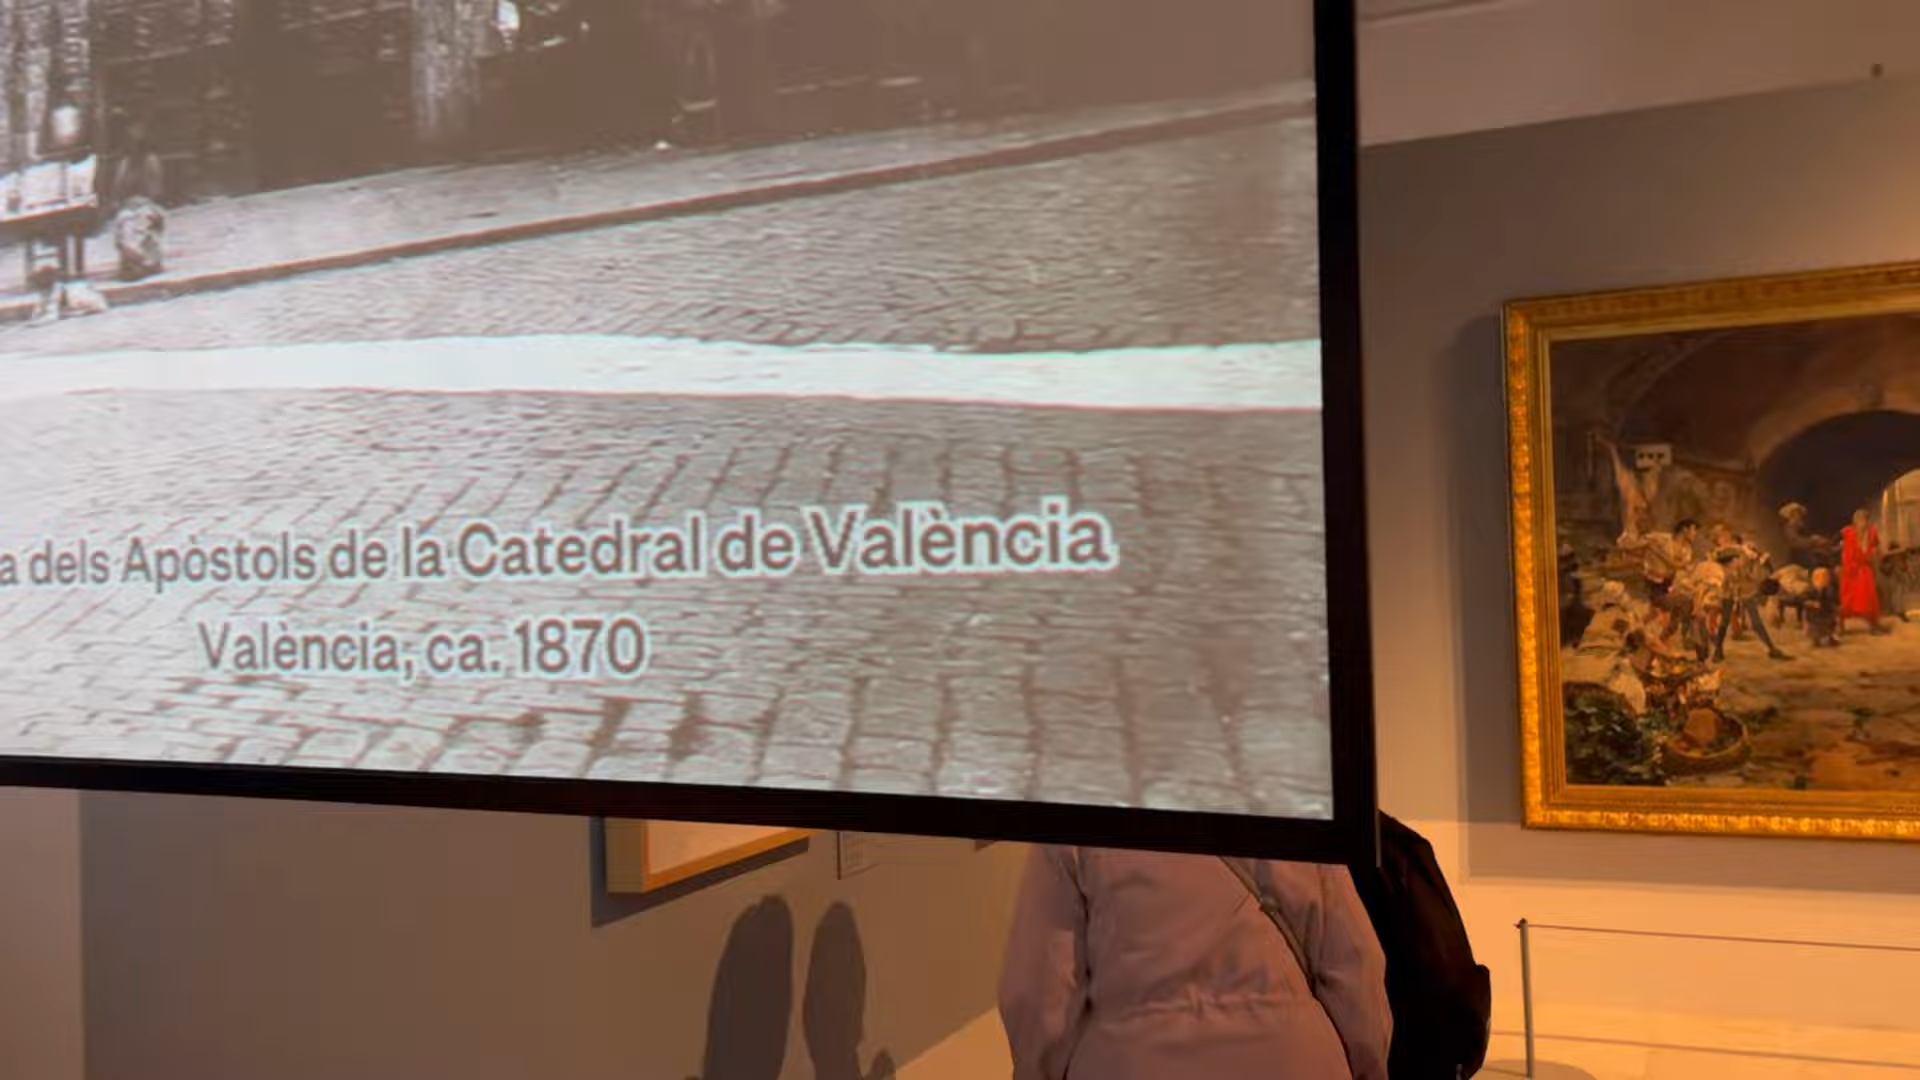 a dels Apòstols de la Catedral de València
València, ca. 1870